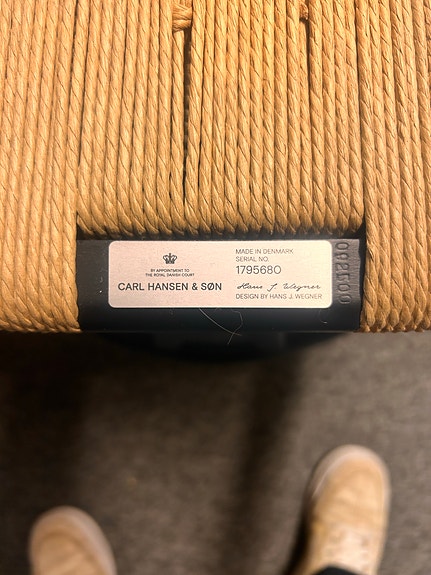 BY APPOINTMENT TO
THE ROYAL DANISH COURT
CARL HANSEN & SØN
MADE IN DENMARK
SERIAL NO.
1795680
Hans J. Wegner
DESIGN BY HANS J. WEGNER